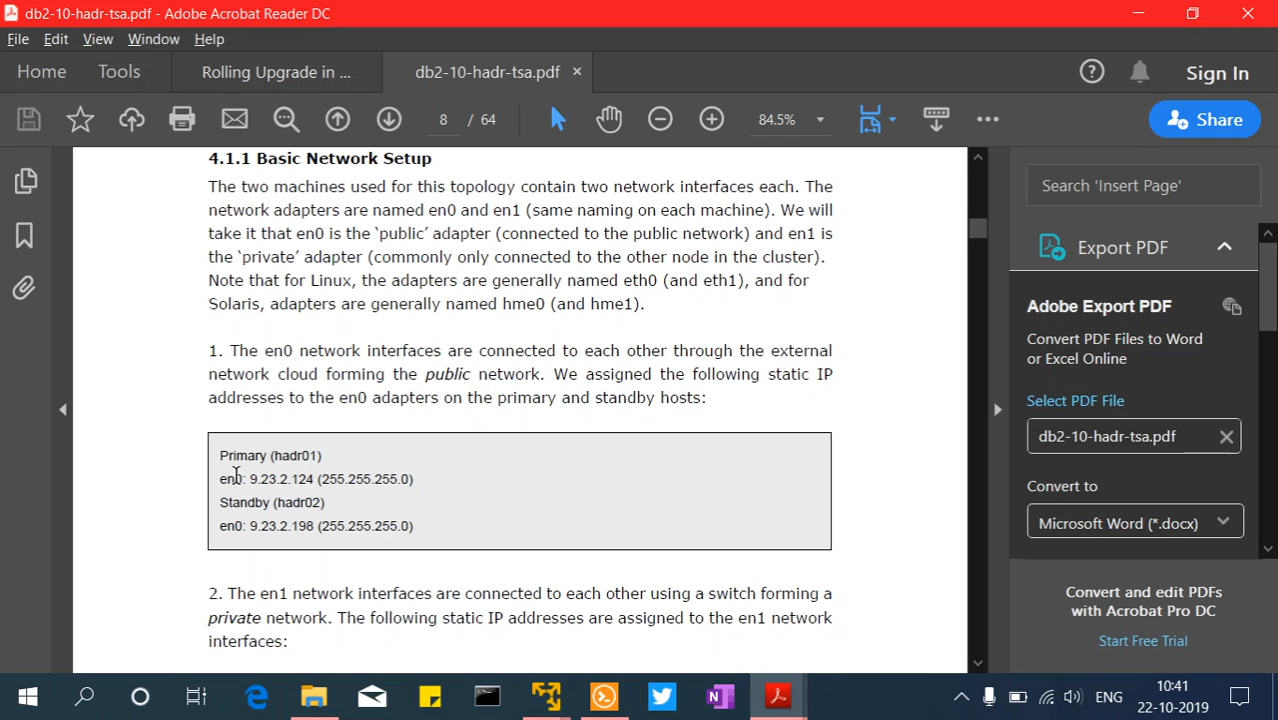 db2-10-hadr-tsa.pdf - Adobe Acrobat Reader DC
File Edit View Window Help
Home Tools Rolling Upgrade in ... db2-10-hadr-tsa.pdf × Sign In
8 / 64 84.5% Share
4.1.1 Basic Network Setup
The two machines used for this topology contain two network interfaces each. The
network adapters are named en0 and en1 (same naming on each machine). We will
take it that en0 is the ‘public’ adapter (connected to the public network) and en1 is
the ‘private’ adapter (commonly only connected to the other node in the cluster).
Note that for Linux, the adapters are generally named eth0 (and eth1), and for
Solaris, adapters are generally named hme0 (and hme1).
1. The en0 network interfaces are connected to each other through the external
network cloud forming the public network. We assigned the following static IP
addresses to the en0 adapters on the primary and standby hosts:
Primary (hadr01)
en0: 9.23.2.124 (255.255.255.0)
Standby (hadr02)
en0: 9.23.2.198 (255.255.255.0)
2. The en1 network interfaces are connected to each other using a switch forming a
private network. The following static IP addresses are assigned to the en1 network
interfaces:
Search 'Insert Page'
Export PDF
Adobe Export PDF
Convert PDF Files to Word
or Excel Online
Select PDF File
db2-10-hadr-tsa.pdf
Convert to
Microsoft Word (*.docx)
Convert and edit PDFs
with Acrobat Pro DC
Start Free Trial
ENG
10:41
22-10-2019